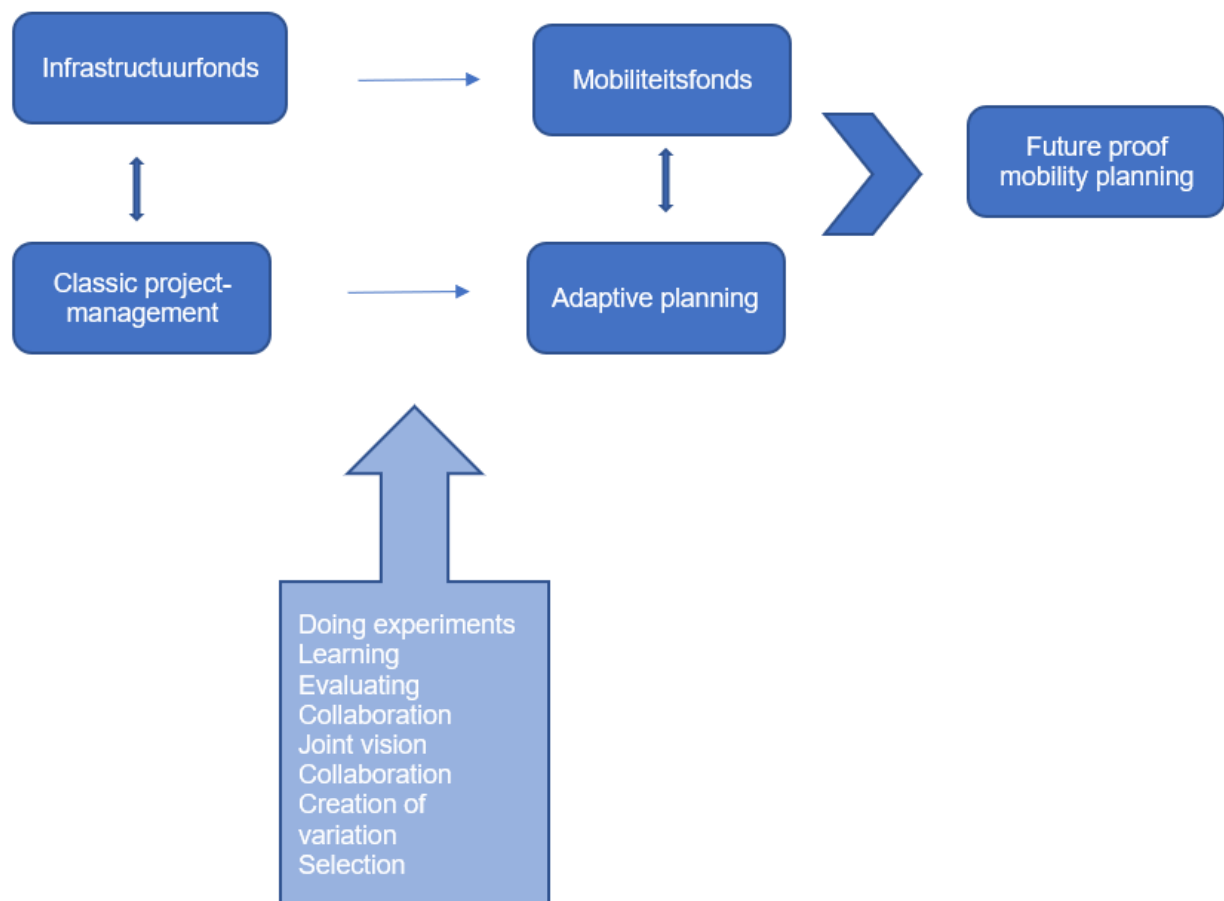 Infrastructuurfonds
Mobiliteitsfonds
Future proof
mobility planning
Classic project-
management
Adaptive planning
Doing experiments
Learning
Evaluating
Collaboration
Joint vision
Collaboration
Creation of
variation
Selection